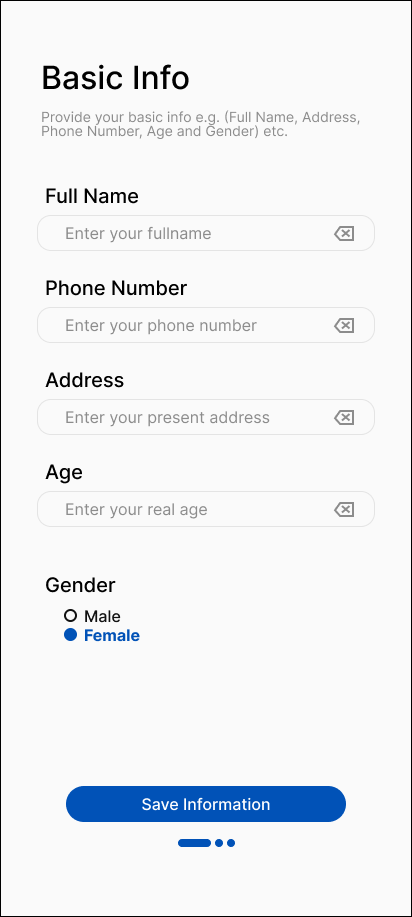 Basic Info
Provide your basic info e.g. (Full Name, Address,
Phone Number, Age and Gender) etc.
Full Name
Enter your fullname
Phone Number
Enter your phone number
Address
Enter your present address
Age
Enter your real age
Gender
Male
Female
Save Information